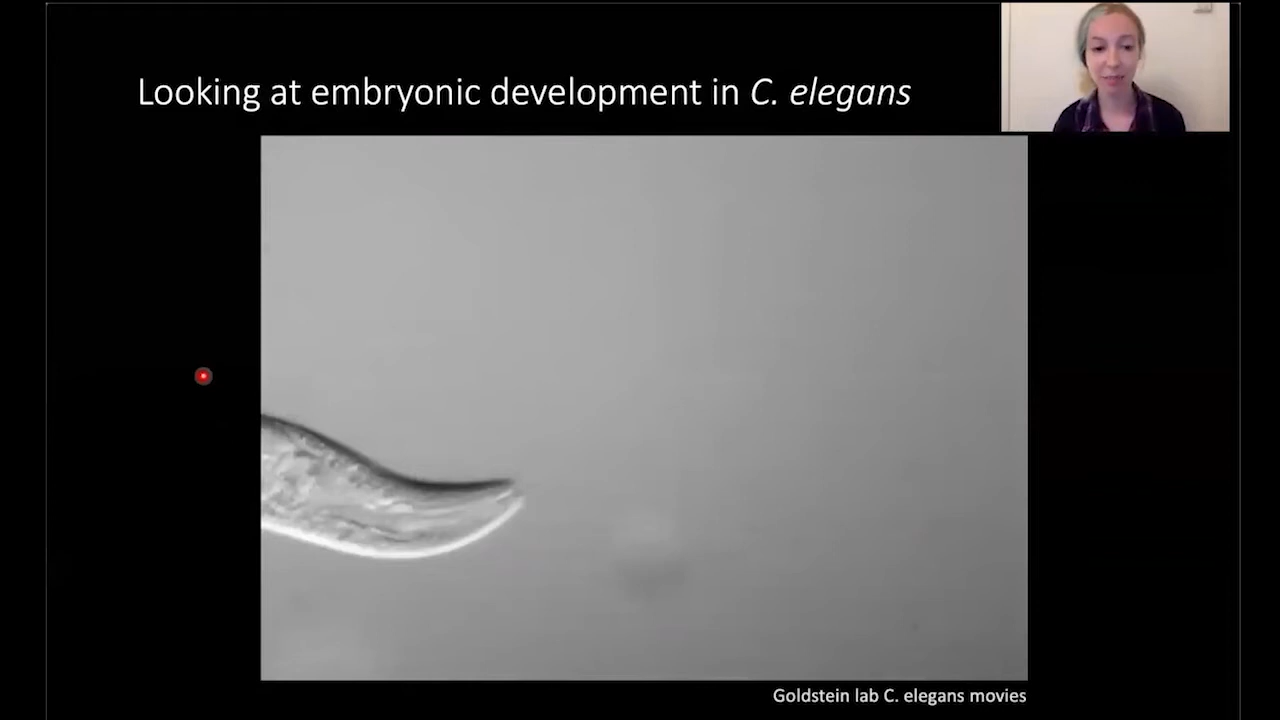 Looking at embryonic development in C. elegans
Goldstein lab C. elegans movies